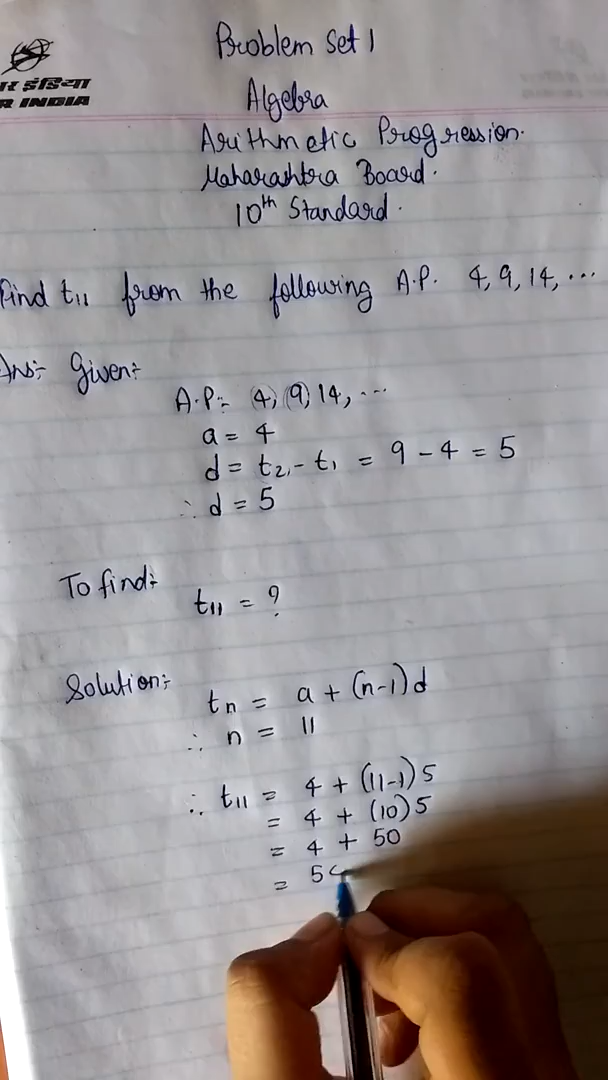 Problem Set 1
र इंडिया
R INDIA
Algebra
Arithmetic Progression.
Maharashtra Board.
10th Standard.
Find t11 from the following A.P. 4, 9, 14, ...
Ans:- Given:-
A.P:- 4, 9, 14, ...
a = 4
d = t2 - t1 = 9 - 4 = 5
∴ d = 5
To find:-
t11 = ?
Solution:-
tn = a + (n-1)d
∴ n = 11
∴ t11 = 4 + (11-1)5
= 4 + (10)5
= 4 + 50
= 5